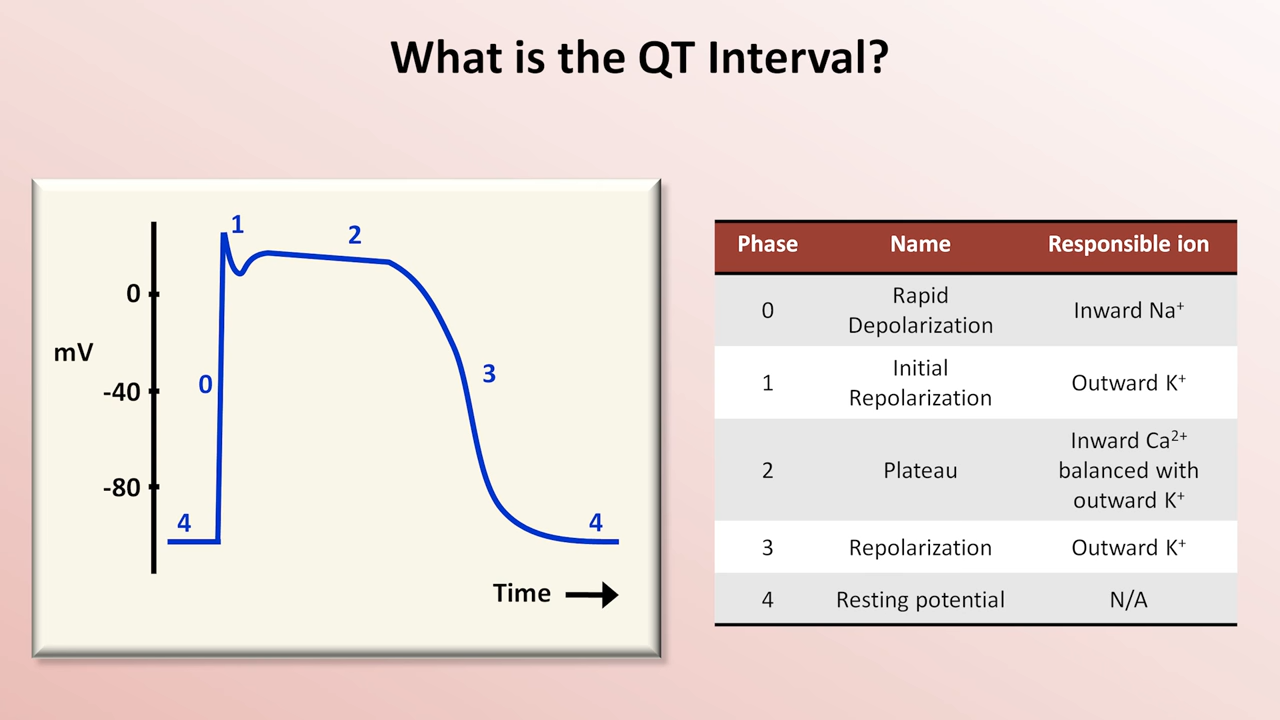 What is the QT Interval?
1
2
0
mV
0
-40
3
-80
4
4
Time
Phase Name Responsible ion
0 Rapid Depolarization Inward Na⁺
1 Initial Repolarization Outward K⁺
2 Plateau Inward Ca²⁺ balanced with outward K⁺
3 Repolarization Outward K⁺
4 Resting potential N/A